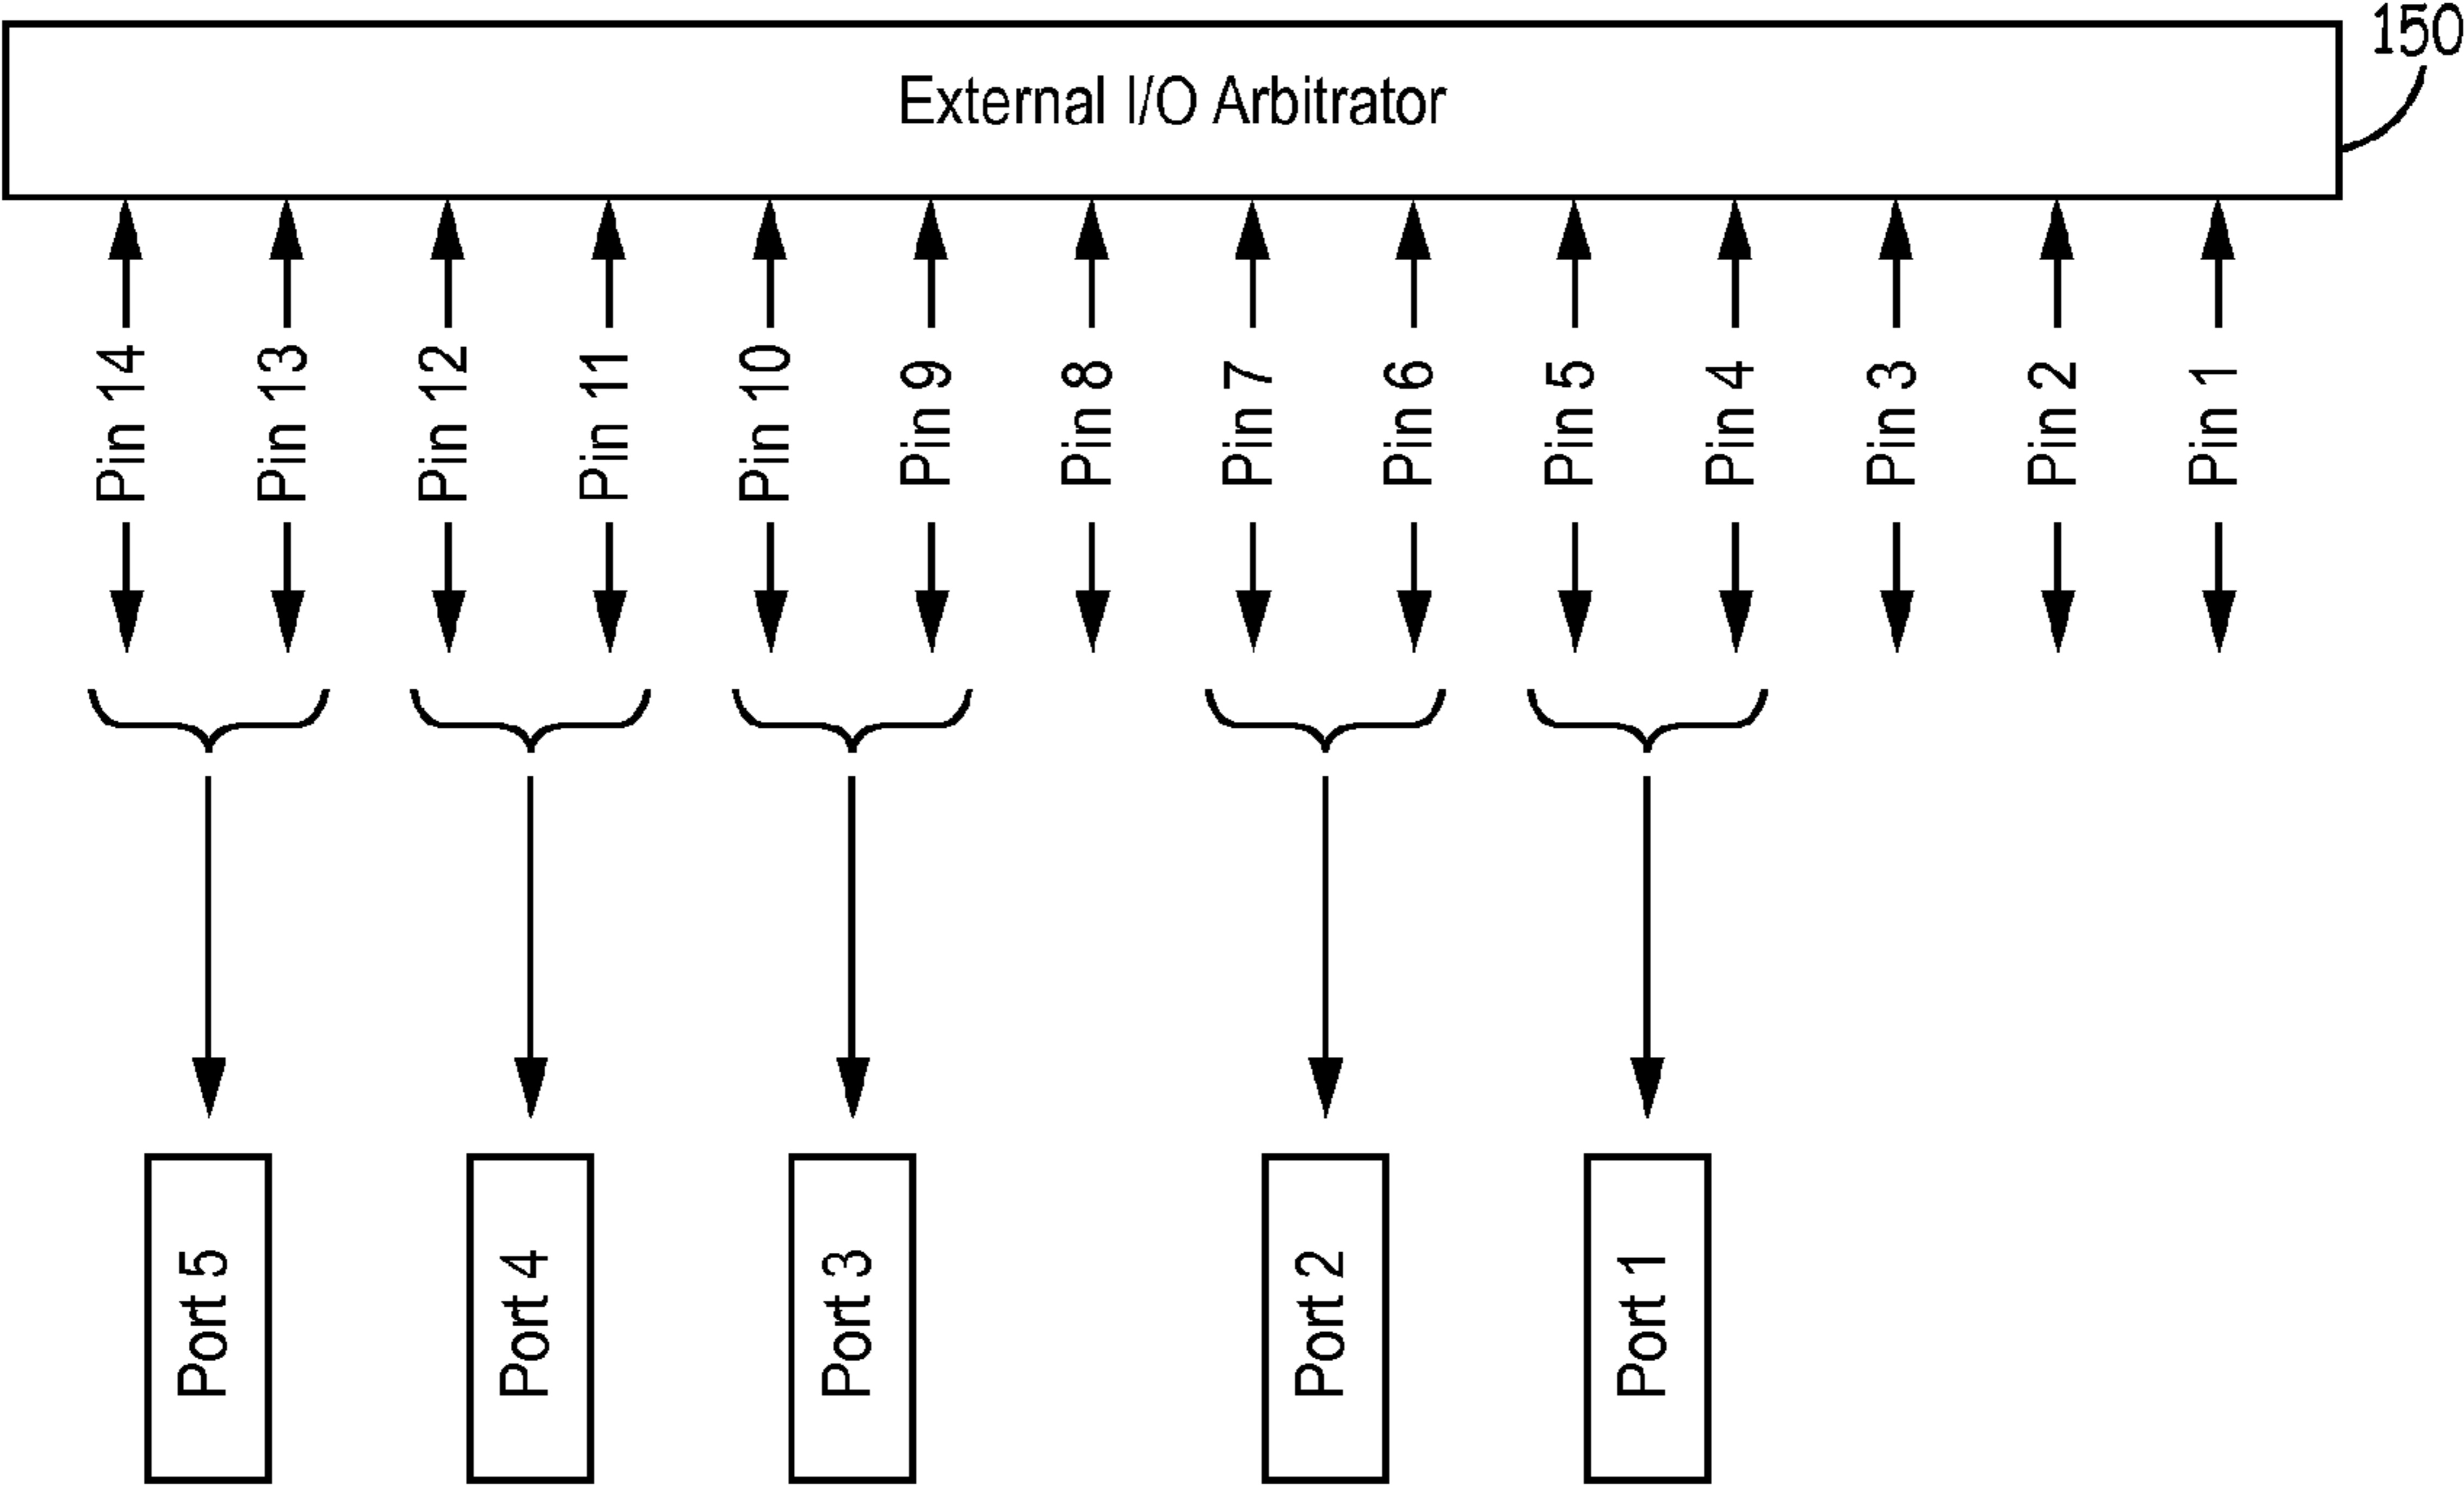 150
External I/O Arbitrator
Pin 14
Pin 13
Pin 12
Pin 11
Pin 10
Pin 9
Pin 8
Pin 7
Pin 6
Pin 5
Pin 4
Pin 3
Pin 2
Pin 1
Port 5
Port 4
Port 3
Port 2
Port 1